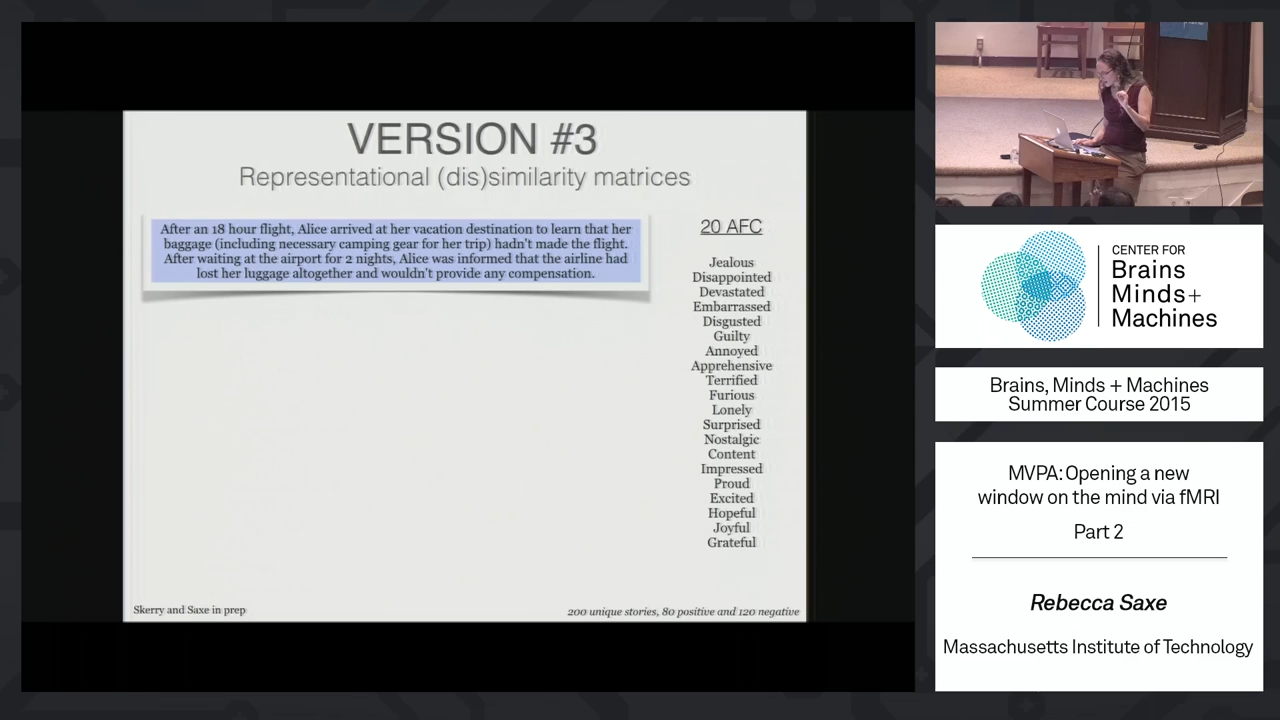 VERSION #3
Representational (dis)similarity matrices
After an 18 hour flight, Alice arrived at her vacation destination to learn that her
baggage (including necessary camping gear for her trip) hadn't made the flight.
After waiting at the airport for 2 nights, Alice was informed that the airline had
lost her luggage altogether and wouldn't provide any compensation.
20 AFC
Jealous
Disappointed
Devastated
Embarrassed
Disgusted
Guilty
Annoyed
Apprehensive
Terrified
Furious
Lonely
Surprised
Nostalgic
Content
Impressed
Proud
Excited
Hopeful
Joyful
Grateful
Skerry and Saxe in prep
200 unique stories, 80 positive and 120 negative
CENTER FOR
Brains
Minds+
Machines
Brains, Minds + Machines
Summer Course 2015
MVPA: Opening a new
window on the mind via fMRI
Part 2
Rebecca Saxe
Massachusetts Institute of Technology